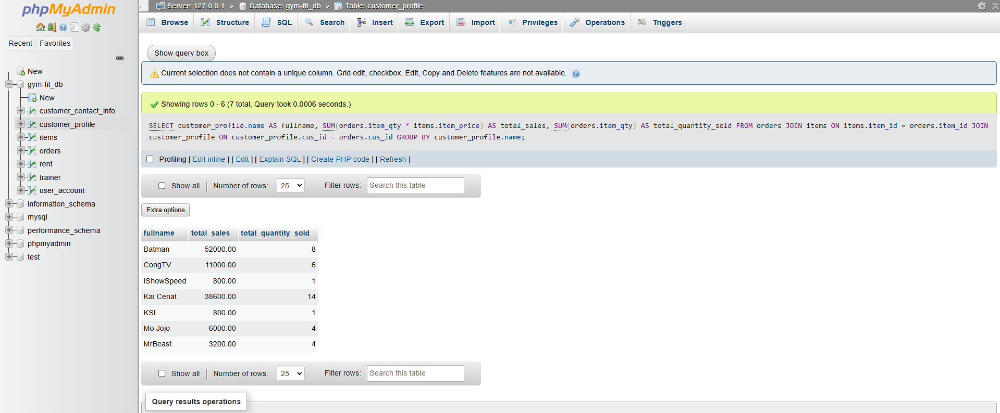 phpMyAdmin
Recent Favorites
New
gym-fit_db
New
customer_contact_info
customer_profile
items
orders
rent
trainer
user_account
information_schema
mysql
performance_schema
phpmyadmin
test
Server: 127.0.0.1 » Database: gym-fit_db » Table: customer_profile
Browse Structure SQL Search Insert Export Import Privileges Operations Triggers
Show query box
Current selection does not contain a unique column. Grid edit, checkbox, Edit, Copy and Delete features are not available.
Showing rows 0 - 6 (7 total, Query took 0.0006 seconds.)
SELECT customer_profile.name AS fullname, SUM(orders.item_qty * items.item_price) AS total_sales, SUM(orders.item_qty) AS total_quantity_sold FROM orders JOIN items ON items.item_id = orders.item_id JOIN
customer_profile ON customer_profile.cus_id = orders.cus_id GROUP BY customer_profile.name;
Profiling [ Edit inline ] [ Edit ] [ Explain SQL ] [ Create PHP code ] [ Refresh ]
Show all | Number of rows: 25 Filter rows: Search this table
Extra options
fullname total_sales total_quantity_sold
Batman 52000.00 8
CongTV 11000.00 6
IShowSpeed 800.00 1
Kai Cenat 38600.00 14
KSI 800.00 1
Mo Jojo 6000.00 4
MrBeast 3200.00 4
Show all | Number of rows: 25 Filter rows: Search this table
Query results operations